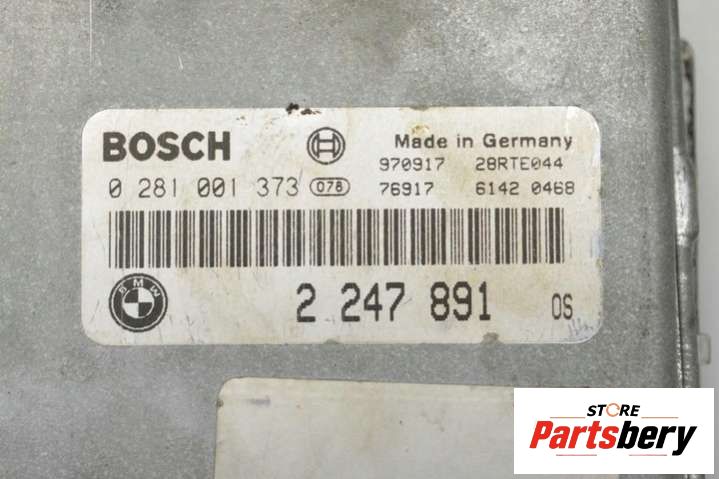 BOSCH
Made in Germany
970917 28RTE044
0 281 001 373 078 76917 6142 0468
BMW
2 247 891 OS
STORE
Partsbery